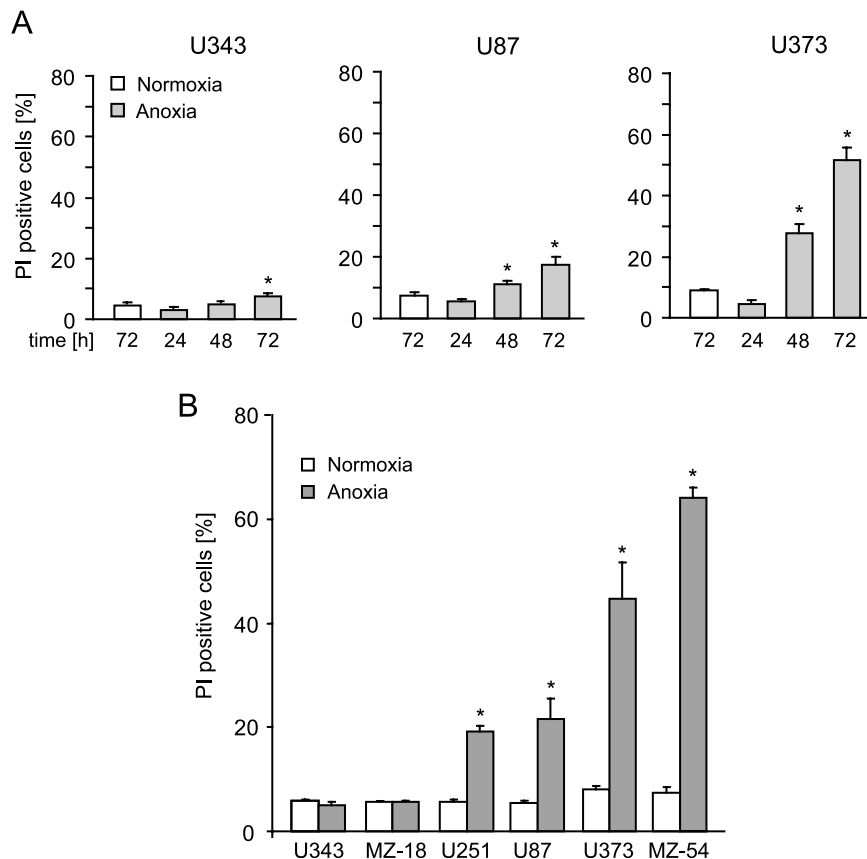 A
U343
U87
U373
Normoxia
Anoxia
PI positive cells [%]
80
60
40
20
0
80
60
40
20
0
80
60
40
20
0
*
* *
* *
time [h] 72 24 48 72
72 24 48 72
72 24 48 72
B
Normoxia
Anoxia
PI positive cells [%]
80
60
40
20
0
* * * *
U343 MZ-18 U251 U87 U373 MZ-54